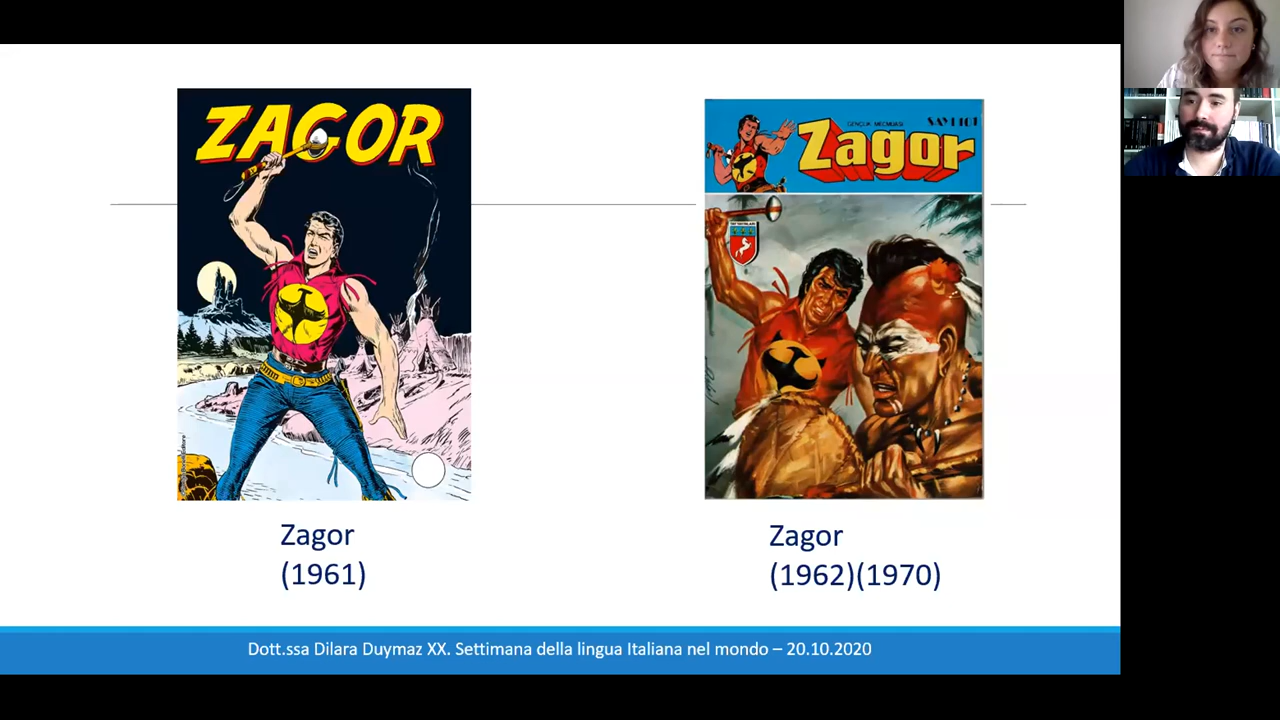 ZAGOR
GENÇLİK MECMUASI
SAYI 101
Zagor
Zagor
(1961)
Zagor
(1962)(1970)
Dott.ssa Dilara Duymaz XX. Settimana della lingua Italiana nel mondo – 20.10.2020